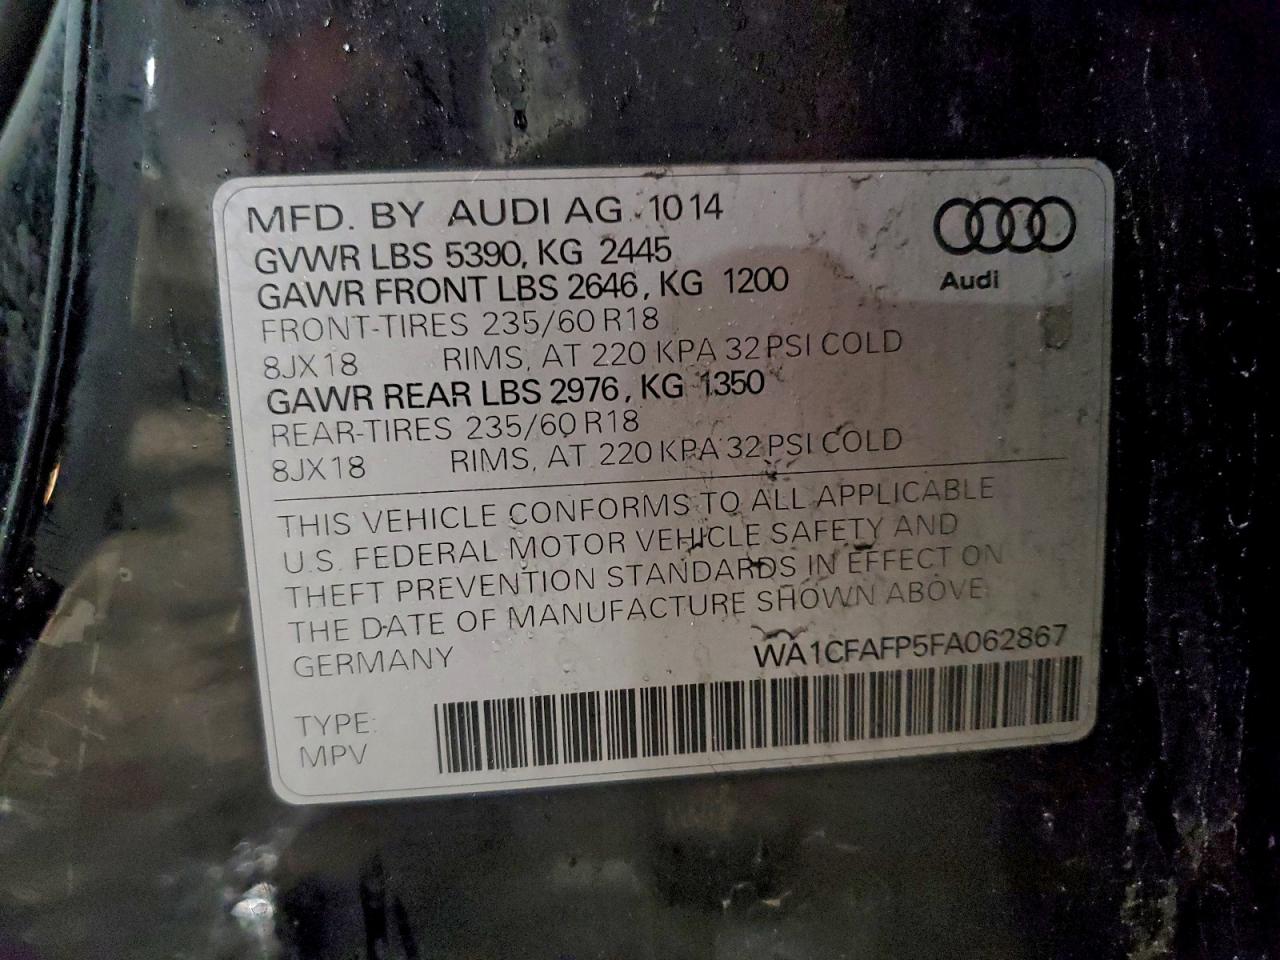 MFD. BY AUDI AG 1014
GVWR LBS 5390, KG 2445
GAWR FRONT LBS 2646, KG 1200
FRONT-TIRES 235/60 R18
8JX18 RIMS, AT 220 KPA 32 PSI COLD
GAWR REAR LBS 2976, KG 1350
REAR-TIRES 235/60 R18
8JX18 RIMS, AT 220 KPA 32 PSI COLD
Audi
THIS VEHICLE CONFORMS TO ALL APPLICABLE
U.S. FEDERAL MOTOR VEHICLE SAFETY AND
THEFT PREVENTION STANDARDS IN EFFECT ON
THE DATE OF MANUFACTURE SHOWN ABOVE.
GERMANY WA1CFAFP5FA062867
TYPE:
MPV